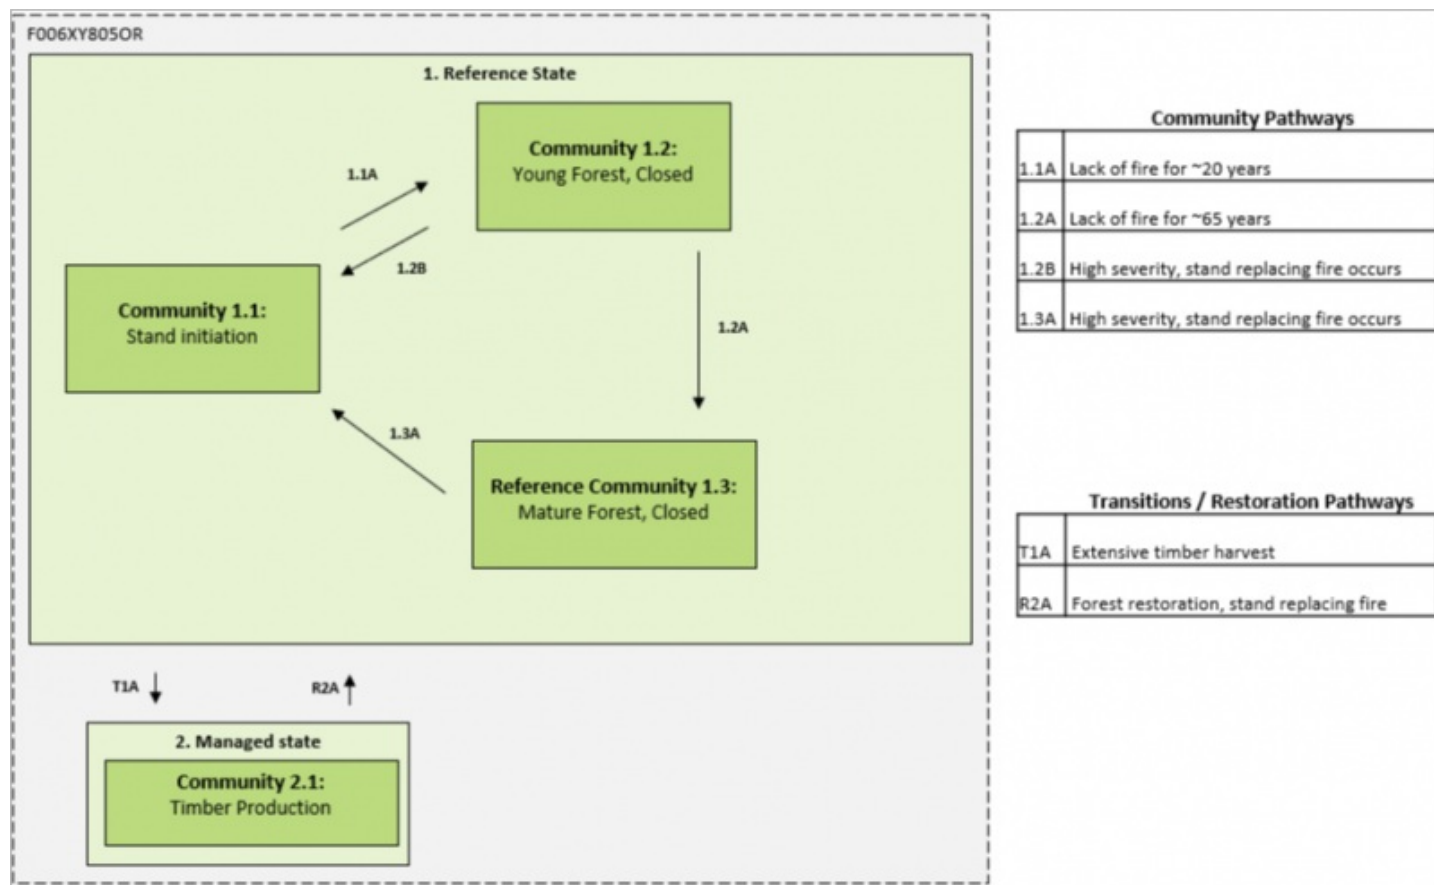 F006XY805OR
1. Reference State
Community 1.2:
Young Forest, Closed
1.1A
1.2B
Community 1.1:
Stand initiation
1.2A
1.3A
Reference Community 1.3:
Mature Forest, Closed
T1A
R2A
2. Managed state
Community 2.1:
Timber Production
Community Pathways
1.1A Lack of fire for ~20 years
1.2A Lack of fire for ~65 years
1.2B High severity, stand replacing fire occurs
1.3A High severity, stand replacing fire occurs
Transitions / Restoration Pathways
T1A Extensive timber harvest
R2A Forest restoration, stand replacing fire